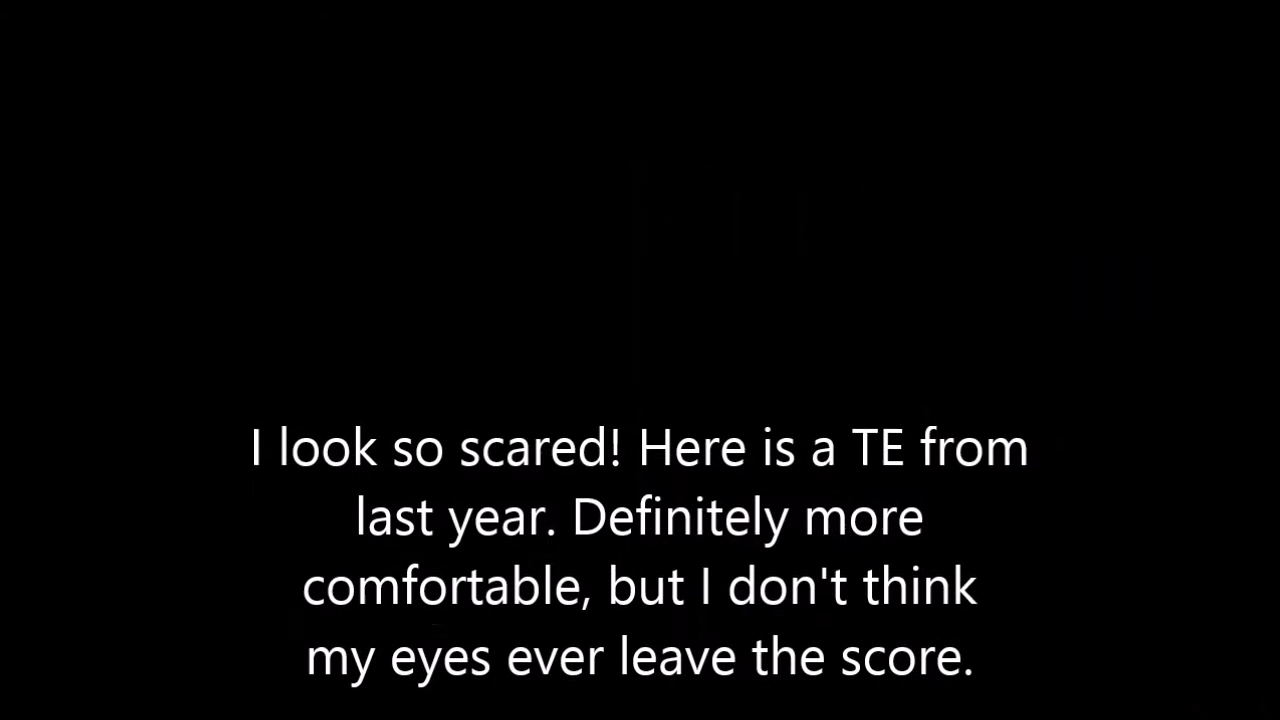 I look so scared! Here is a TE from
last year. Definitely more
comfortable, but I don't think
my eyes ever leave the score.